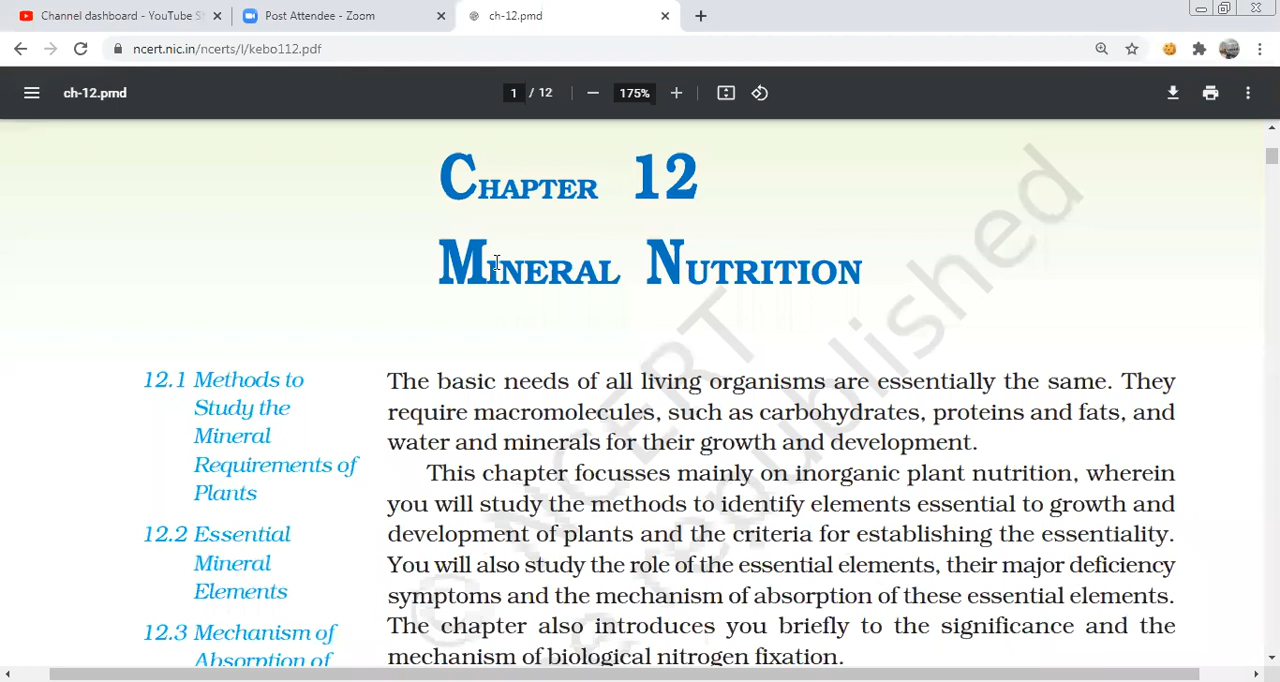 Channel dashboard - YouTube S
Post Attendee - Zoom
ch-12.pmd
ncert.nic.in/ncerts/l/kebo112.pdf
ch-12.pmd
1 / 12
175%
CHAPTER 12
MINERAL NUTRITION
12.1 Methods to
Study the
Mineral
Requirements of
Plants
12.2 Essential
Mineral
Elements
12.3 Mechanism of
Absorption of
The basic needs of all living organisms are essentially the same. They
require macromolecules, such as carbohydrates, proteins and fats, and
water and minerals for their growth and development.
This chapter focusses mainly on inorganic plant nutrition, wherein
you will study the methods to identify elements essential to growth and
development of plants and the criteria for establishing the essentiality.
You will also study the role of the essential elements, their major deficiency
symptoms and the mechanism of absorption of these essential elements.
The chapter also introduces you briefly to the significance and the
mechanism of biological nitrogen fixation.
© NCERT
republished